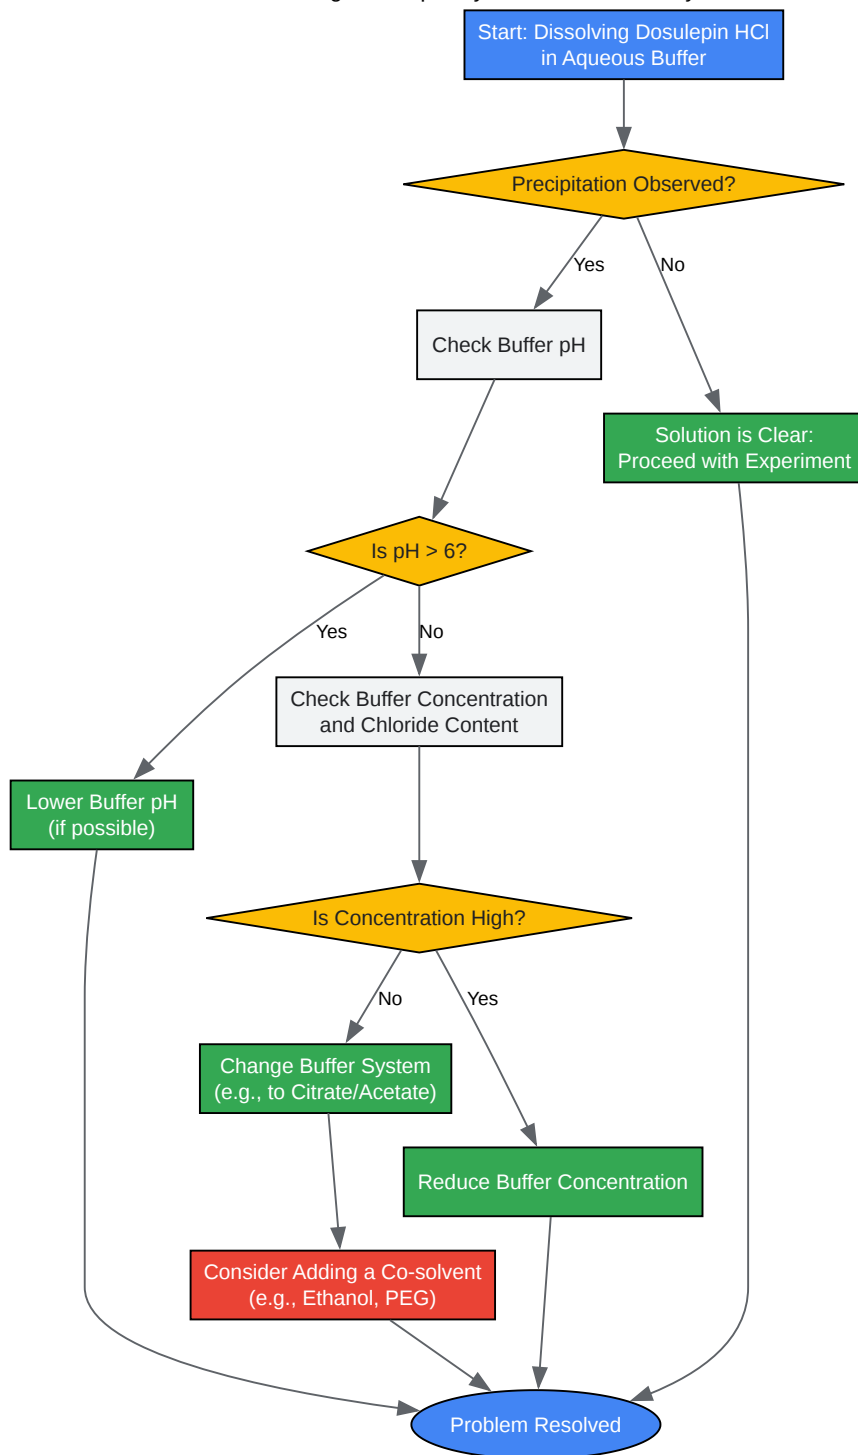 Start: Dissolving Dosulepin HCl
in Aqueous Buffer
Precipitation Observed?
Yes
No
Check Buffer pH
Solution is Clear:
Proceed with Experiment
Is pH > 6?
Yes
No
Check Buffer Concentration
and Chloride Content
Lower Buffer pH
(if possible)
Is Concentration High?
No
Yes
Change Buffer System
(e.g., to Citrate/Acetate)
Reduce Buffer Concentration
Consider Adding a Co-solvent
(e.g., Ethanol, PEG)
Problem Resolved